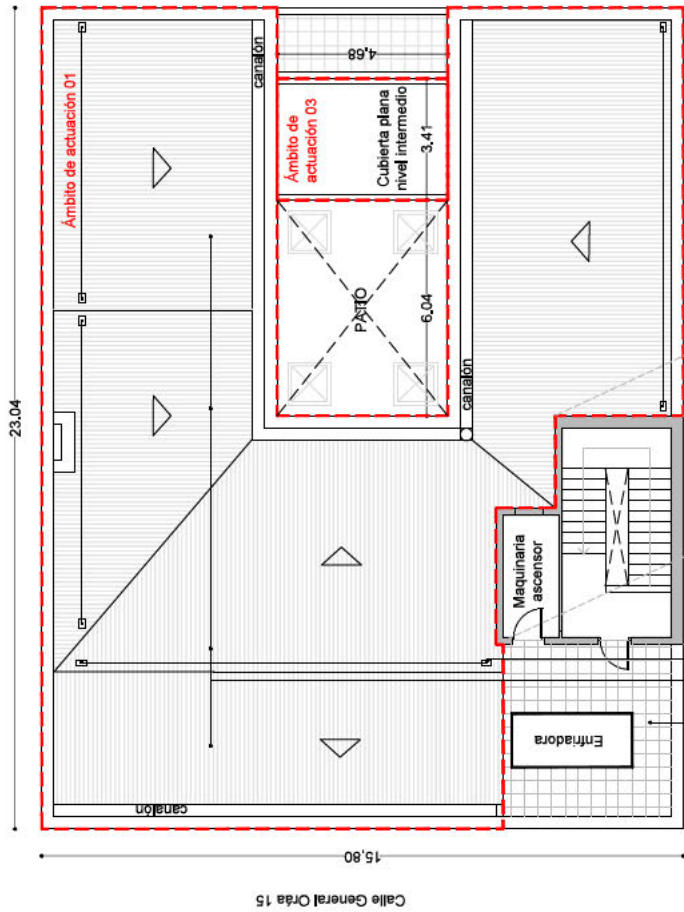 23.04
Ámbito de actuación 01
canalón
4,68
Ámbito de
actuación 03
Cubierta plana
nivel intermedio
3.41
PATIO
6.04
canalón
Maquinaria
ascensor
Enfriadora
canalón
15,80
Calle General Oráa 15